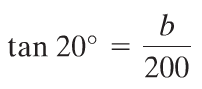 tan 20° = b/200